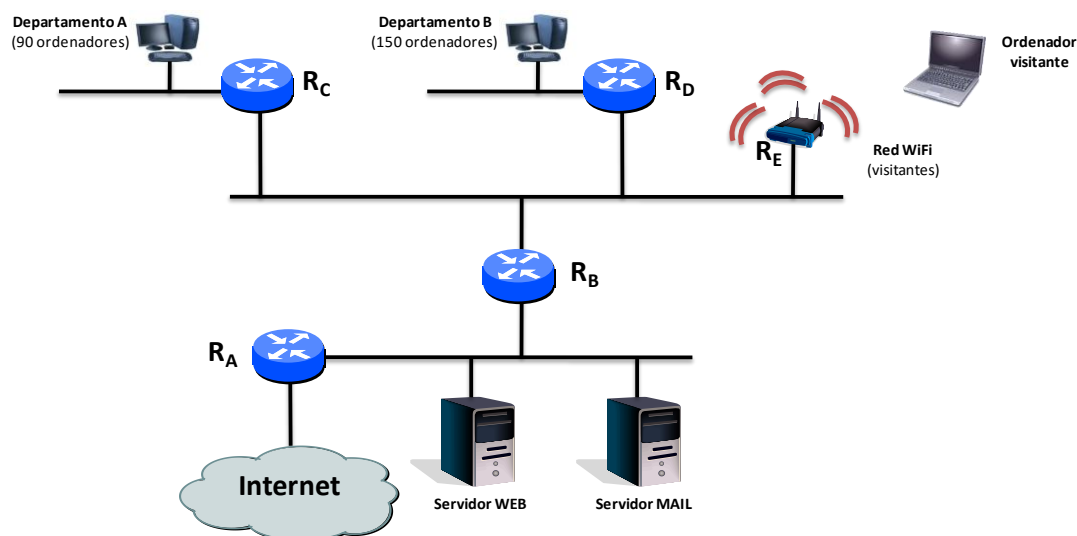 Departamento A
(90 ordenadores)
Departamento B
(150 ordenadores)
Ordenador
visitante
R_C
R_D
R_E
Red WiFi
(visitantes)
R_B
R_A
Internet
Servidor WEB
Servidor MAIL